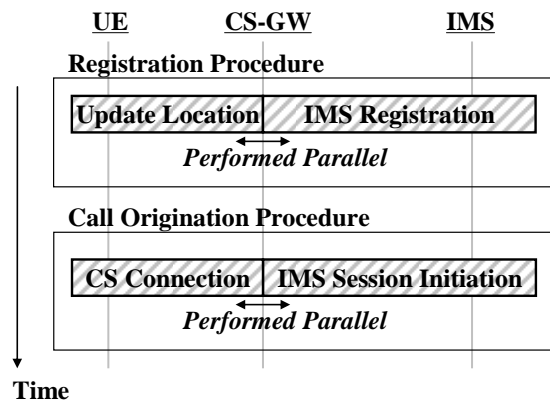 UE CS-GW IMS
Registration Procedure
Update Location IMS Registration
Performed Parallel
Call Origination Procedure
CS Connection IMS Session Initiation
Performed Parallel
Time